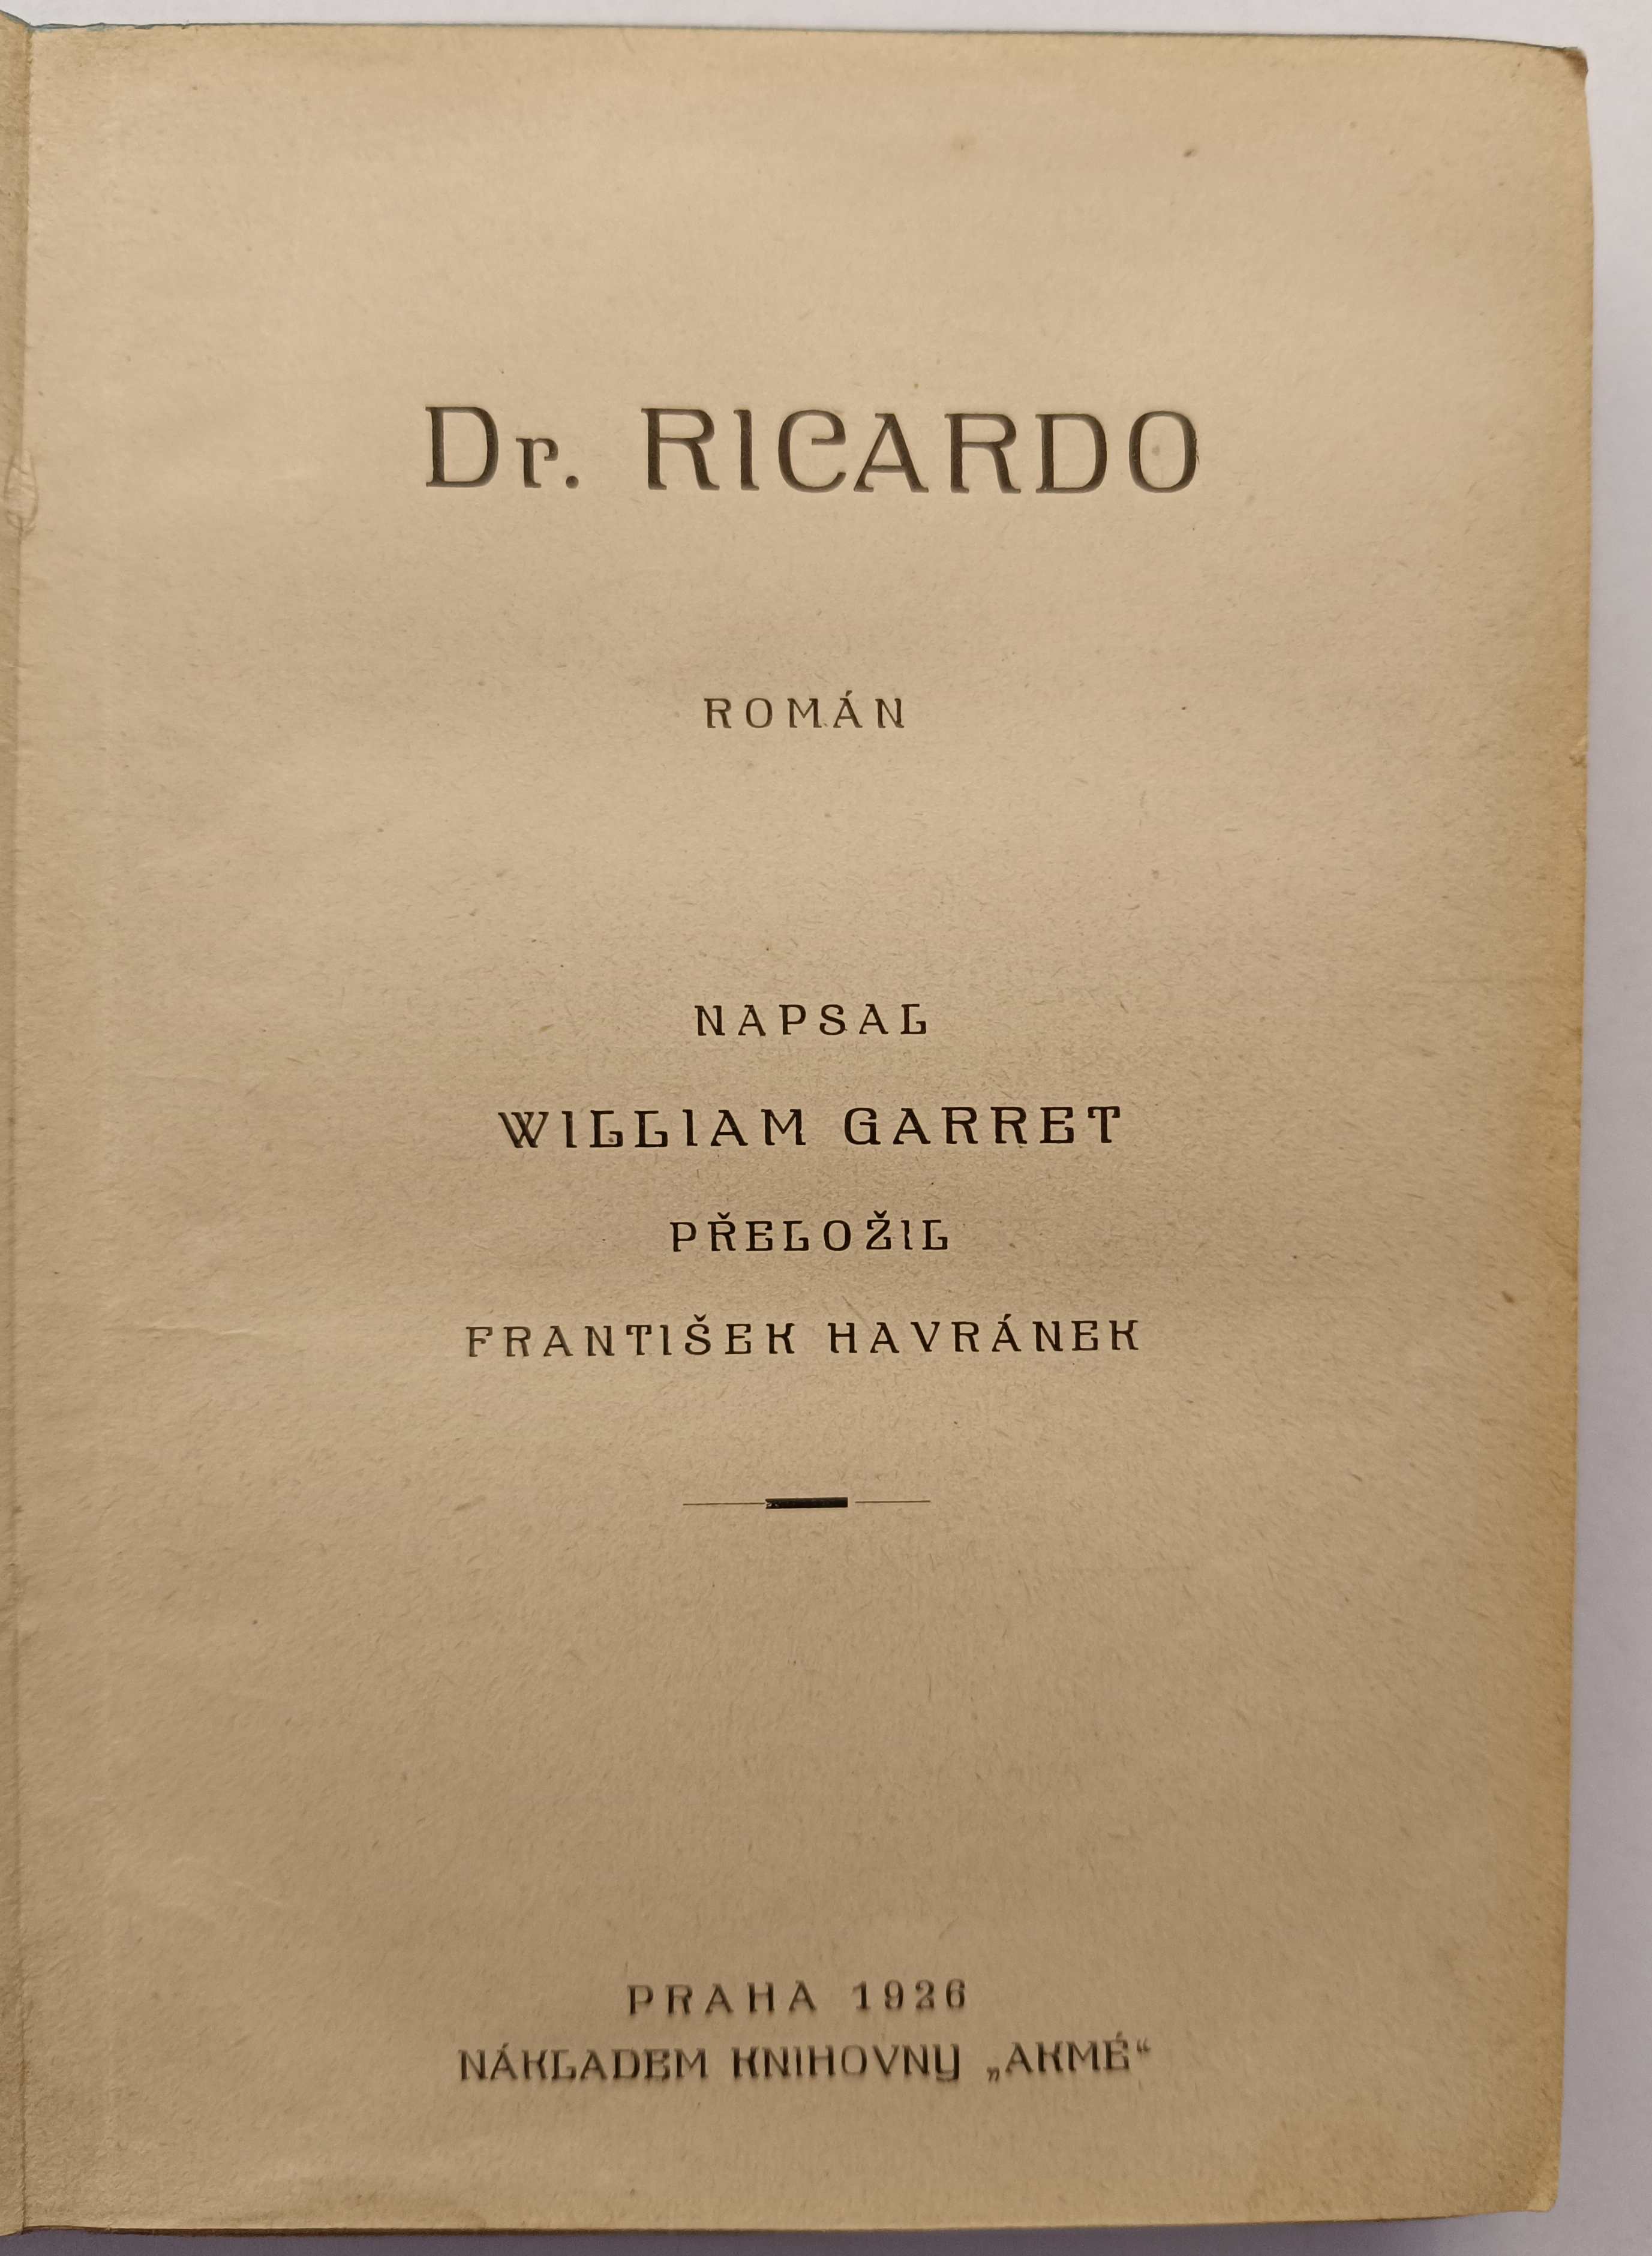 Dr. RICARDO
ROMÁN
NAPSAL
WILLIAM GARRET
PŘELOŽIL
FRANTIŠEK HAVRÁNEK
PRAHA 1926
NÁKLADEM KNIHOVNY „AKMÉ“